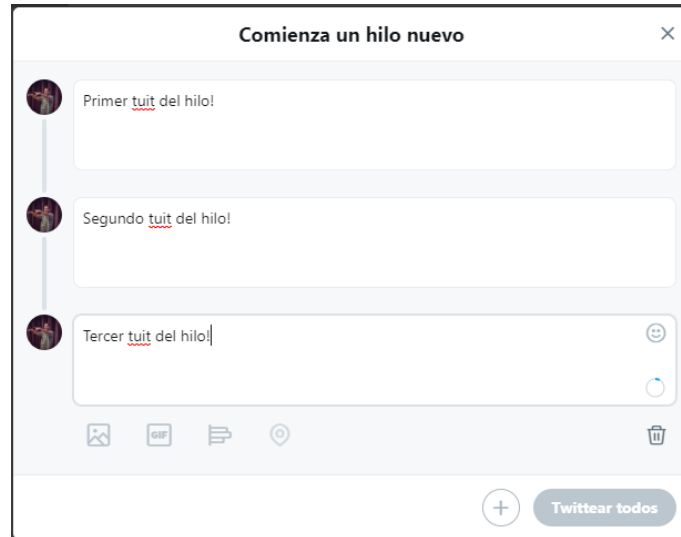 Comienza un hilo nuevo
Primer tuit del hilo!
Segundo tuit del hilo!
Tercer tuit del hilo!
GIF
Twittear todos